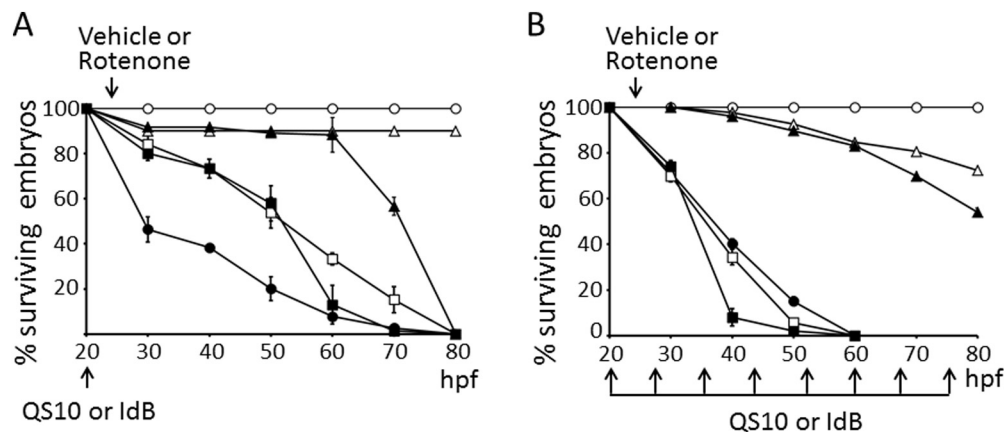 A
Vehicle or
Rotenone
% surviving embryos
100
80
60
40
20
20 30 40 50 60 70 80
hpf
QS10 or IdB
B
Vehicle or
Rotenone
% surviving embryos
100
80
60
40
20
0
20 30 40 50 60 70 80
hpf
QS10 or IdB